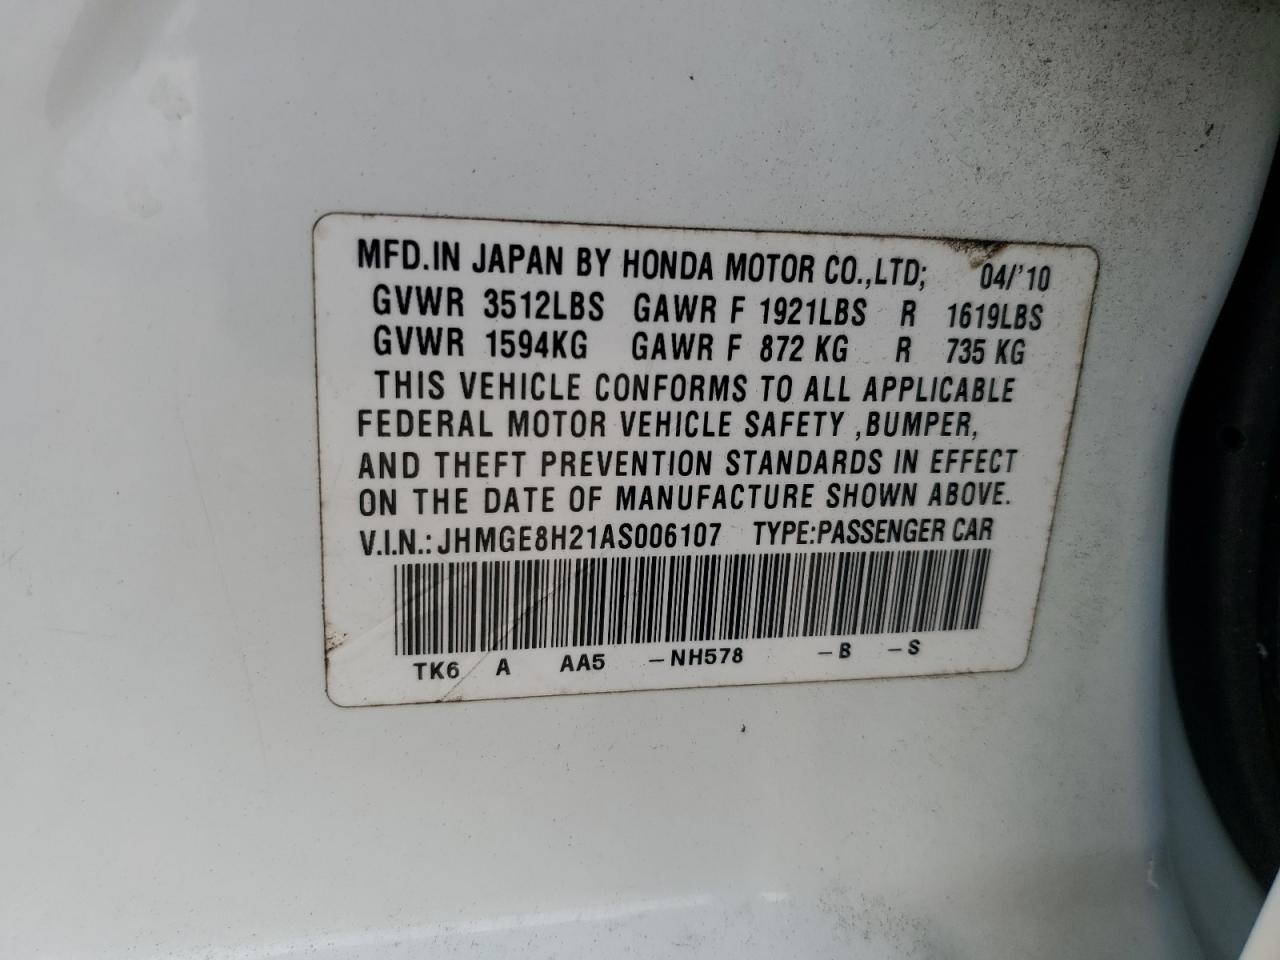 MFD.IN JAPAN BY HONDA MOTOR CO.,LTD; 04/'10
GVWR 3512LBS GAWR F 1921LBS R 1619LBS
GVWR 1594KG GAWR F 872 KG R 735 KG
THIS VEHICLE CONFORMS TO ALL APPLICABLE
FEDERAL MOTOR VEHICLE SAFETY ,BUMPER,
AND THEFT PREVENTION STANDARDS IN EFFECT
ON THE DATE OF MANUFACTURE SHOWN ABOVE.
V.I.N.: JHMGE8H21AS006107 TYPE:PASSENGER CAR
TK6 A AA5 –NH578 –B –S